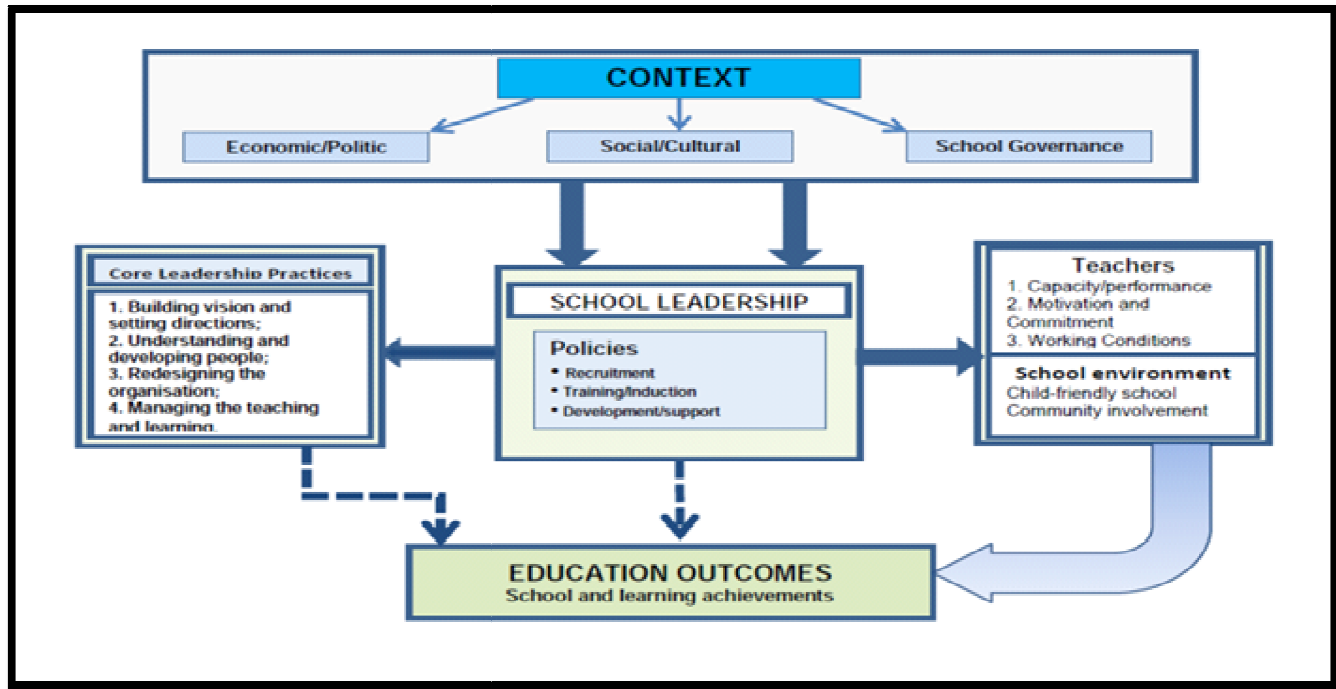 CONTEXT
Economic/Politic
Social/Cultural
School Governance
Core Leadership Practices
1. Building vision and
setting directions;
2. Understanding and
developing people;
3. Redesigning the
organisation;
4. Managing the teaching
and learning.
SCHOOL LEADERSHIP
Policies
• Recruitment
• Training/Induction
• Development/support
Teachers
1. Capacity/performance
2. Motivation and
Commitment
3. Working Conditions
School environment
Child-friendly school
Community involvement
EDUCATION OUTCOMES
School and learning achievements